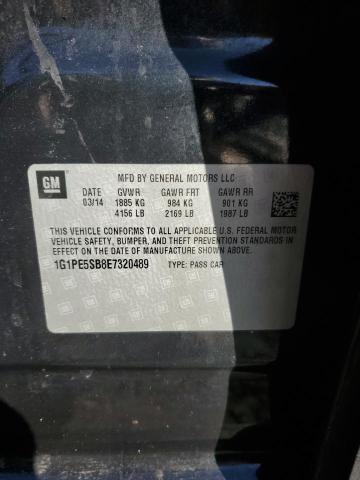 GM
MFD BY GENERAL MOTORS LLC
DATE GVWR GAWR FRT GAWR RR
03/14 1885 KG 984 KG 901 KG
4156 LB 2169 LB 1987 LB
THIS VEHICLE CONFORMS TO ALL APPLICABLE U.S. FEDERAL MOTOR
VEHICLE SAFETY, BUMPER, AND THEFT PREVENTION STANDARDS
IN EFFECT ON THE DATE OF MANUFACTURE SHOWN ABOVE.
1G1PE5SB8E7320489 TYPE: PASS CAR